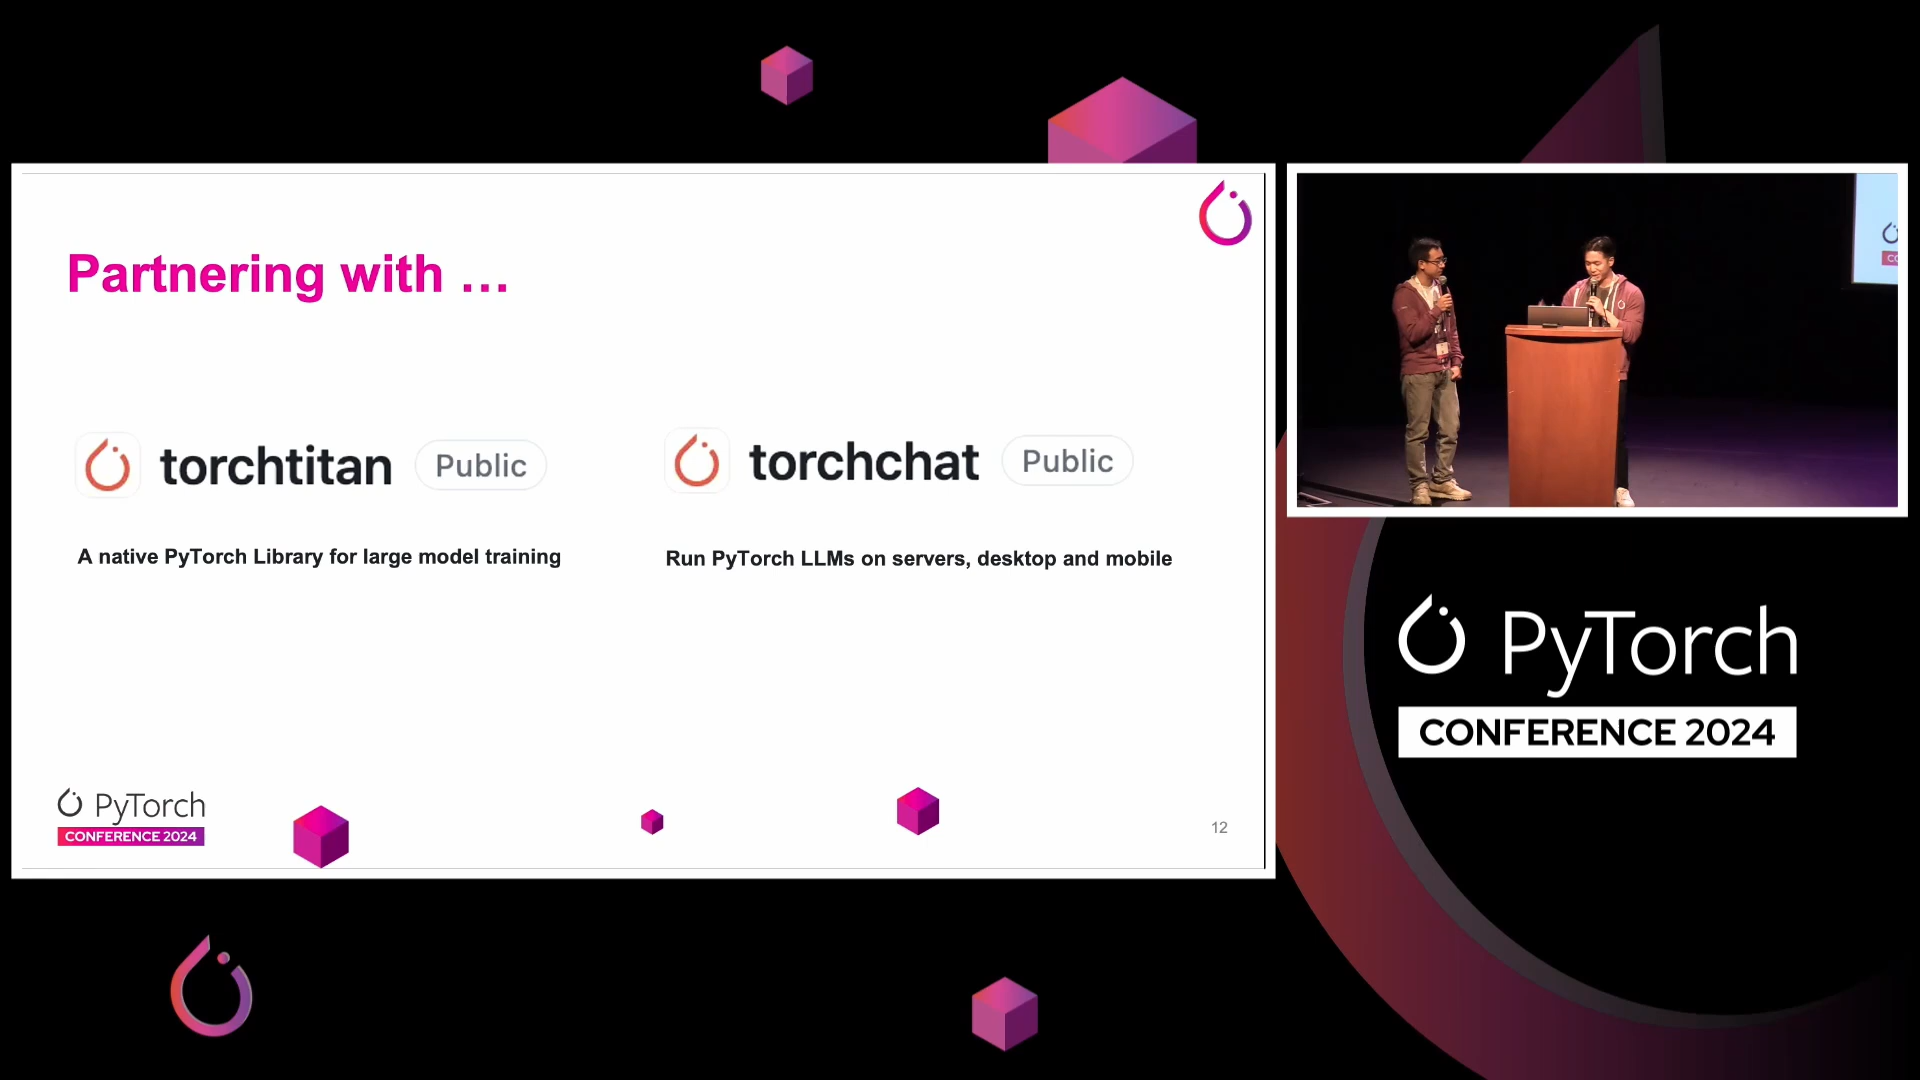 Partnering with …
torchtitan Public
A native PyTorch Library for large model training
torchchat Public
Run PyTorch LLMs on servers, desktop and mobile
PyTorch
CONFERENCE 2024
12
PyTorch
CONFERENCE 2024